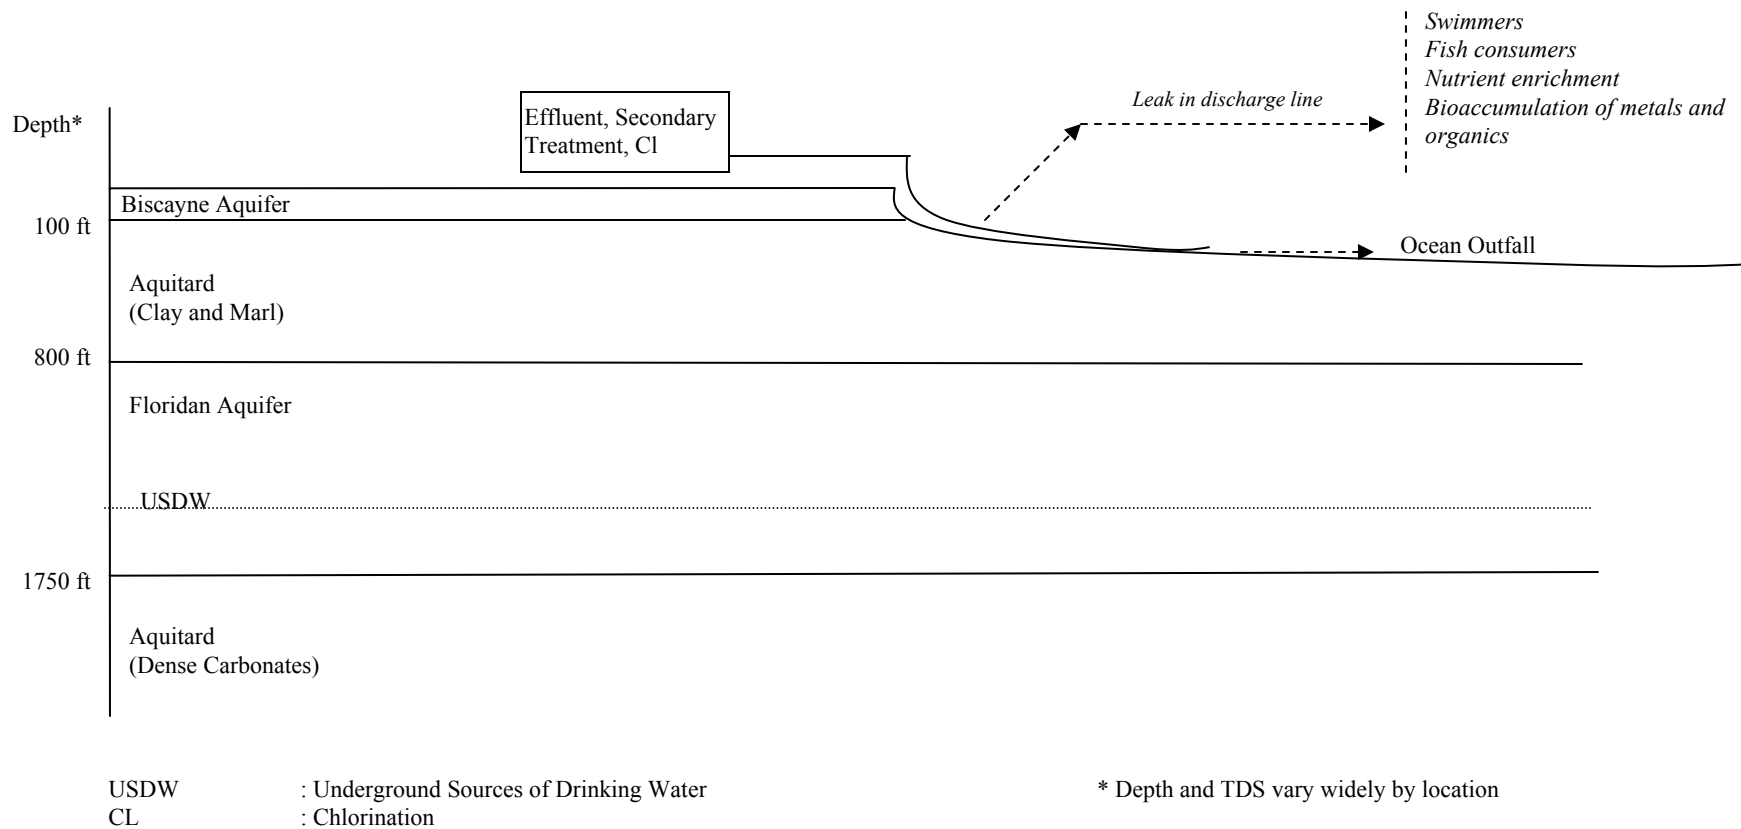 Swimmers
Fish consumers
Nutrient enrichment
Bioaccumulation of metals and
organics
Leak in discharge line
Depth*
Effluent, Secondary
Treatment, Cl
Biscayne Aquifer
100 ft
Ocean Outfall
Aquitard
(Clay and Marl)
800 ft
Floridan Aquifer
USDW
1750 ft
Aquitard
(Dense Carbonates)
USDW : Underground Sources of Drinking Water
CL : Chlorination
* Depth and TDS vary widely by location